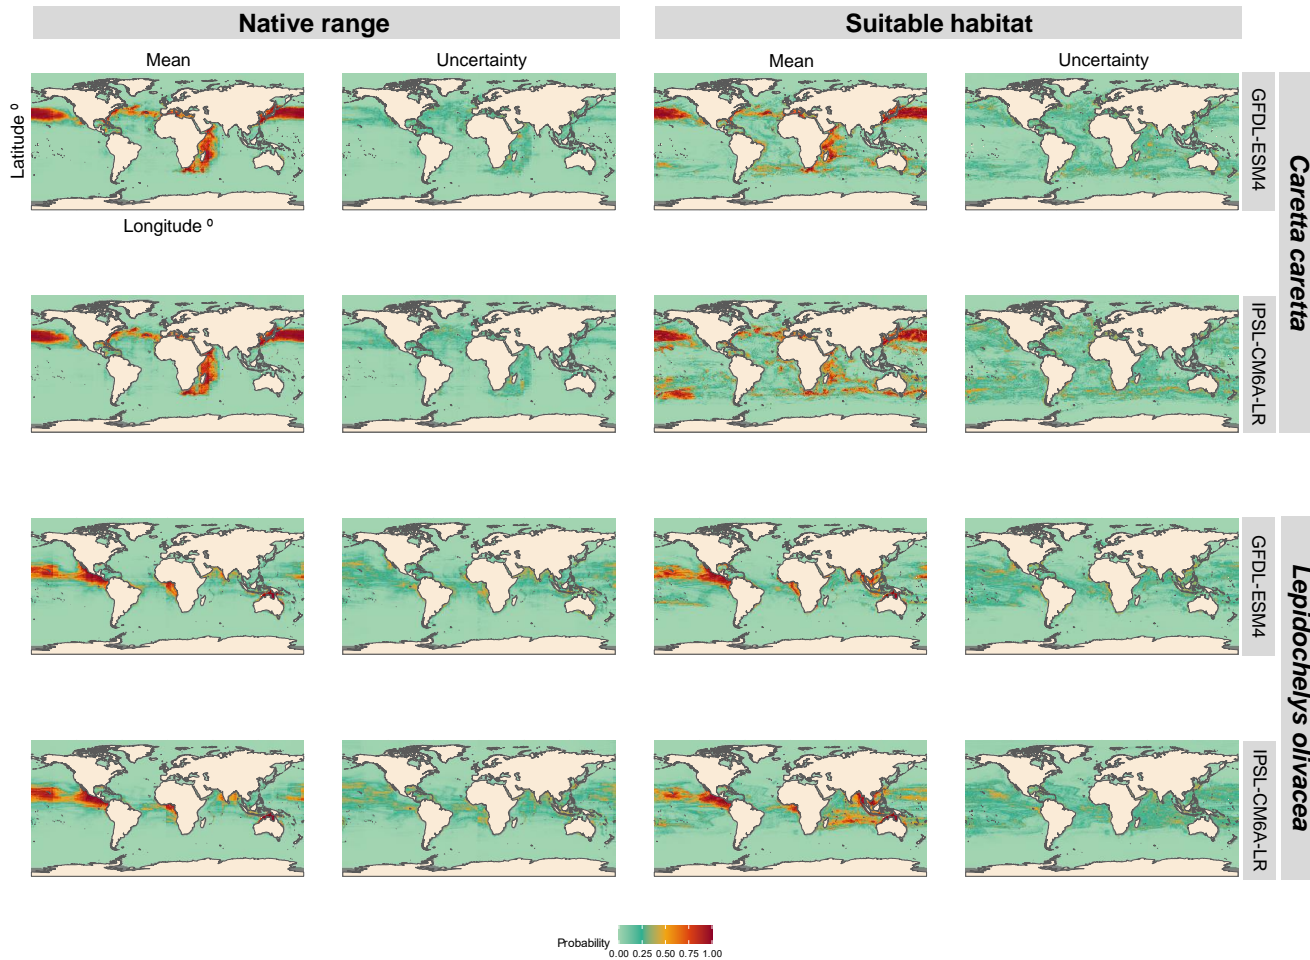 Native range
Suitable habitat
Mean
Uncertainty
Mean
Uncertainty
Latitude º
Longitude º
GFDL-ESM4
Caretta caretta
IPSL-CM6A-LR
GFDL-ESM4
Lepidochelys olivacea
IPSL-CM6A-LR
Probability
0.00 0.25 0.50 0.75 1.00